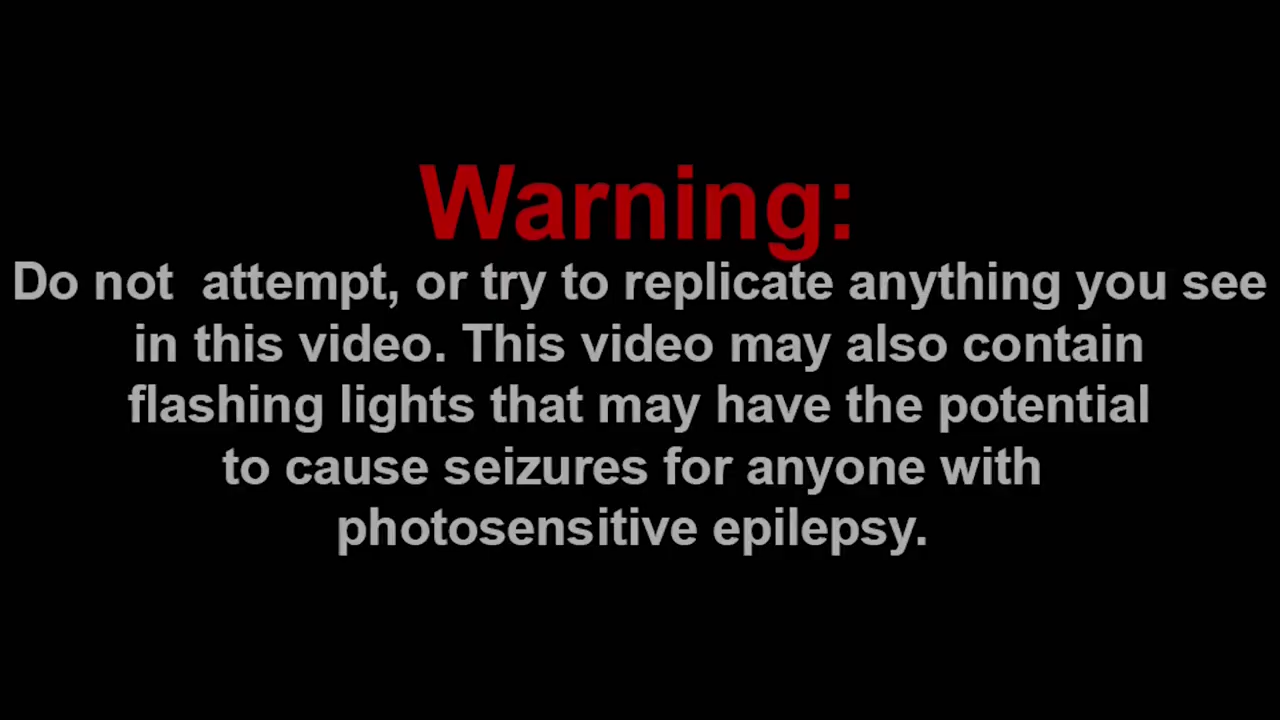 Warning:
Do not  attempt, or try to replicate anything you see
in this video. This video may also contain
flashing lights that may have the potential
to cause seizures for anyone with
photosensitive epilepsy.